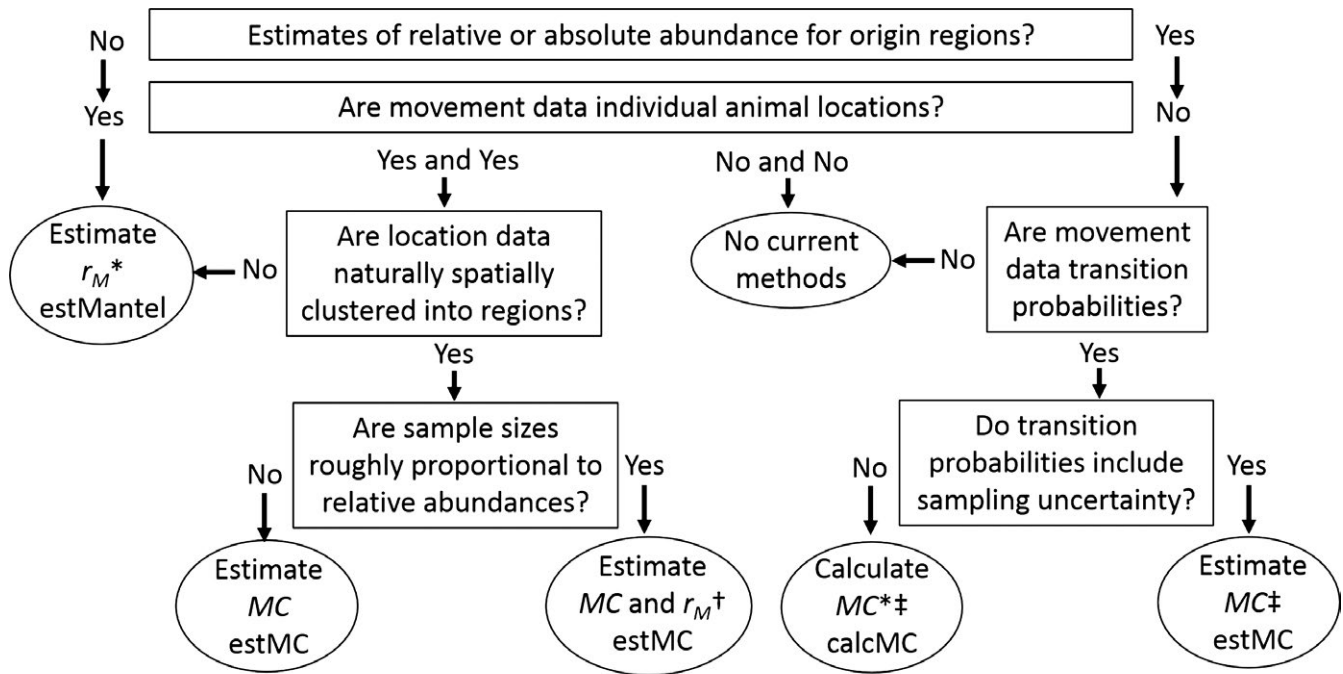 No
Estimates of relative or absolute abundance for origin regions?
Yes
Yes
Are movement data individual animal locations?
No
Yes and Yes
No and No
Estimate
r_M*
estMantel
No
Are location data
naturally spatially
clustered into regions?
No current
methods
No
Are movement
data transition
probabilities?
Yes
Yes
Are sample sizes
roughly proportional to
relative abundances?
No
Yes
Do transition
probabilities include
sampling uncertainty?
No
Yes
Estimate
MC
estMC
Estimate
MC and r_M†
estMC
Calculate
MC*‡
calcMC
Estimate
MC‡
estMC